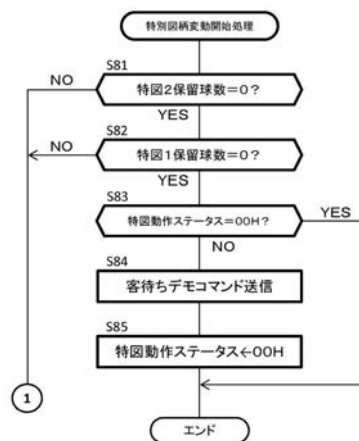 特別図柄変動開始処理
S81
NO
特図2保留球数=0?
YES
S82
NO
特図1保留球数=0?
YES
S83
特図動作ステータス=00H?
YES
NO
S84
客待ちデモコマンド送信
S85
特図動作ステータス←00H
1
エンド